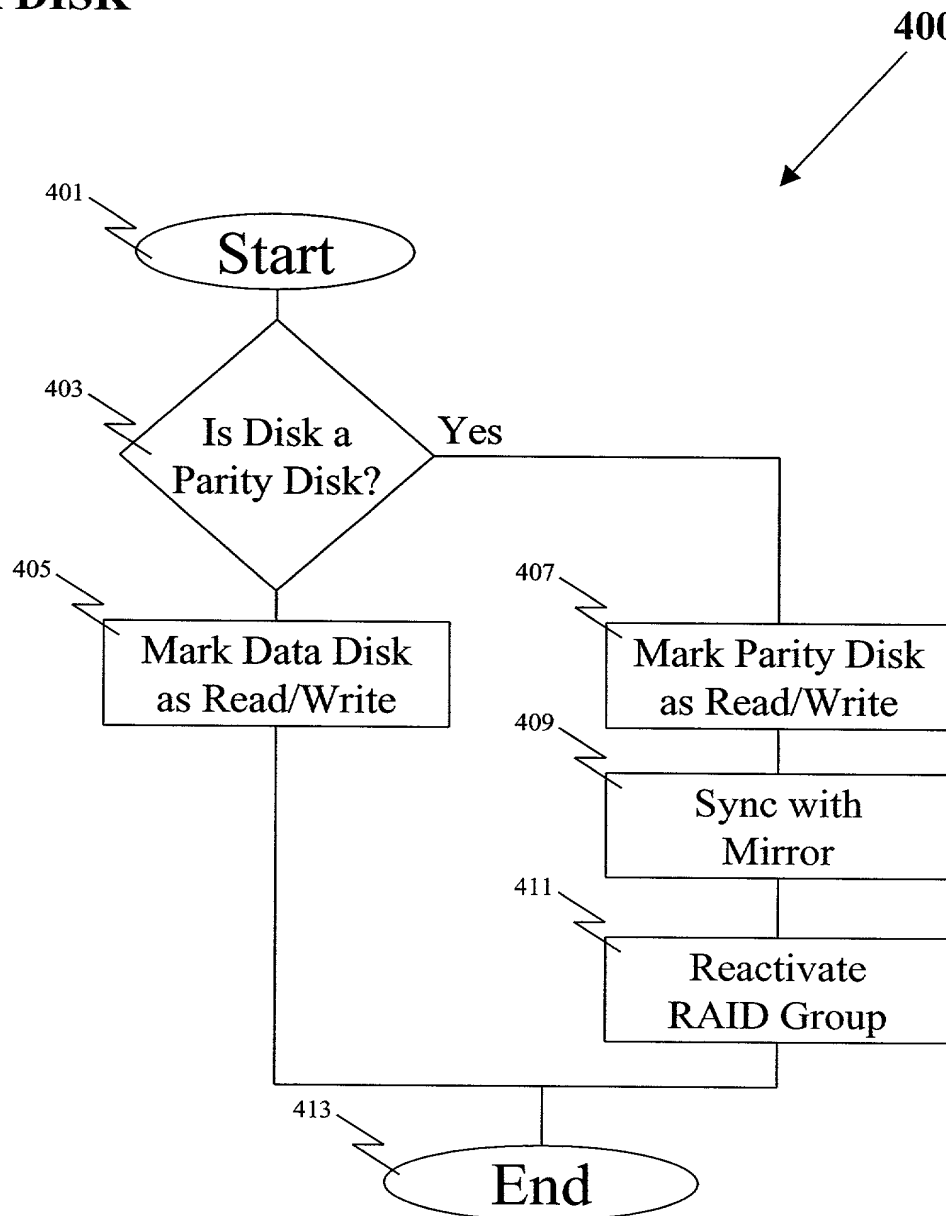 DISK
400
401
Start
403
Is Disk a
Parity Disk?
Yes
405
Mark Data Disk
as Read/Write
407
Mark Parity Disk
as Read/Write
409
Sync with
Mirror
411
Reactivate
RAID Group
413
End